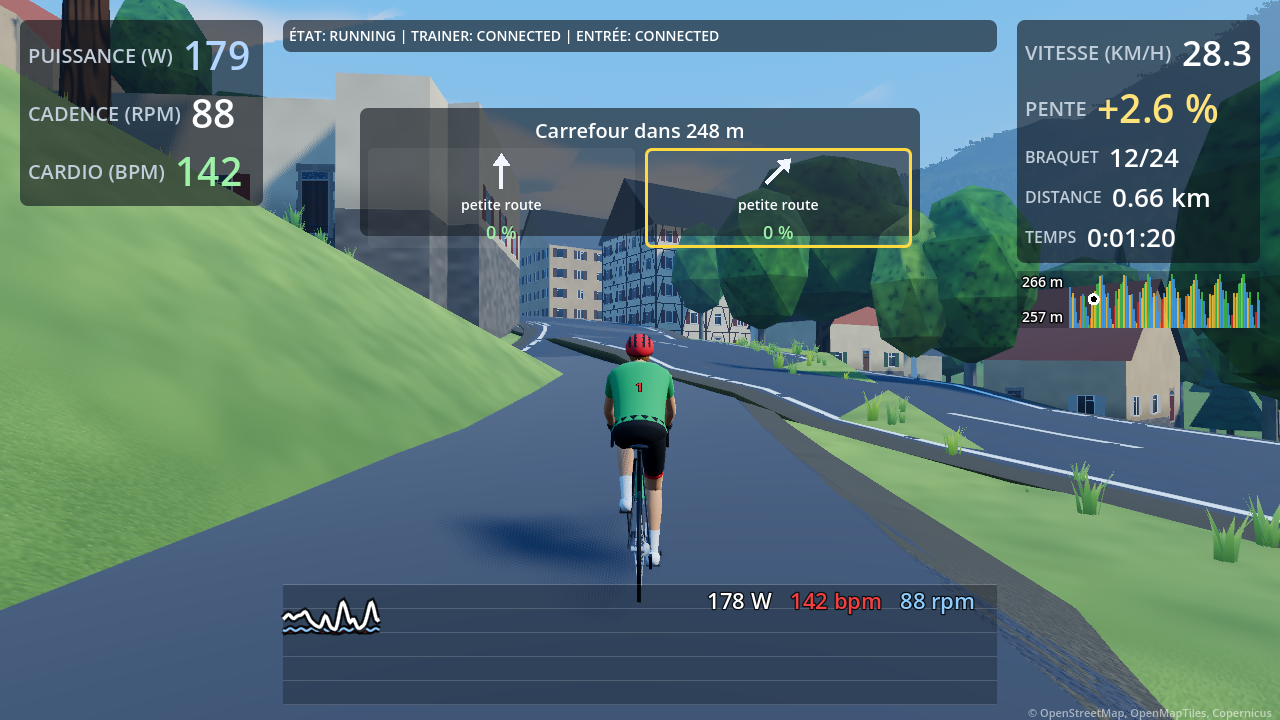 PUISSANCE (W) 179
CADENCE (RPM) 88
CARDIO (BPM) 142
ÉTAT: RUNNING | TRAINER: CONNECTED | ENTRÉE: CONNECTED
Carrefour dans 248 m
petite route
0 %
petite route
0 %
VITESSE (KM/H) 28.3
PENTE +2.6 %
BRAQUET 12/24
DISTANCE 0.66 km
TEMPS 0:01:20
266 m
257 m
1
178 W 142 bpm 88 rpm
© OpenStreetMap, OpenMapTiles, Copernicus